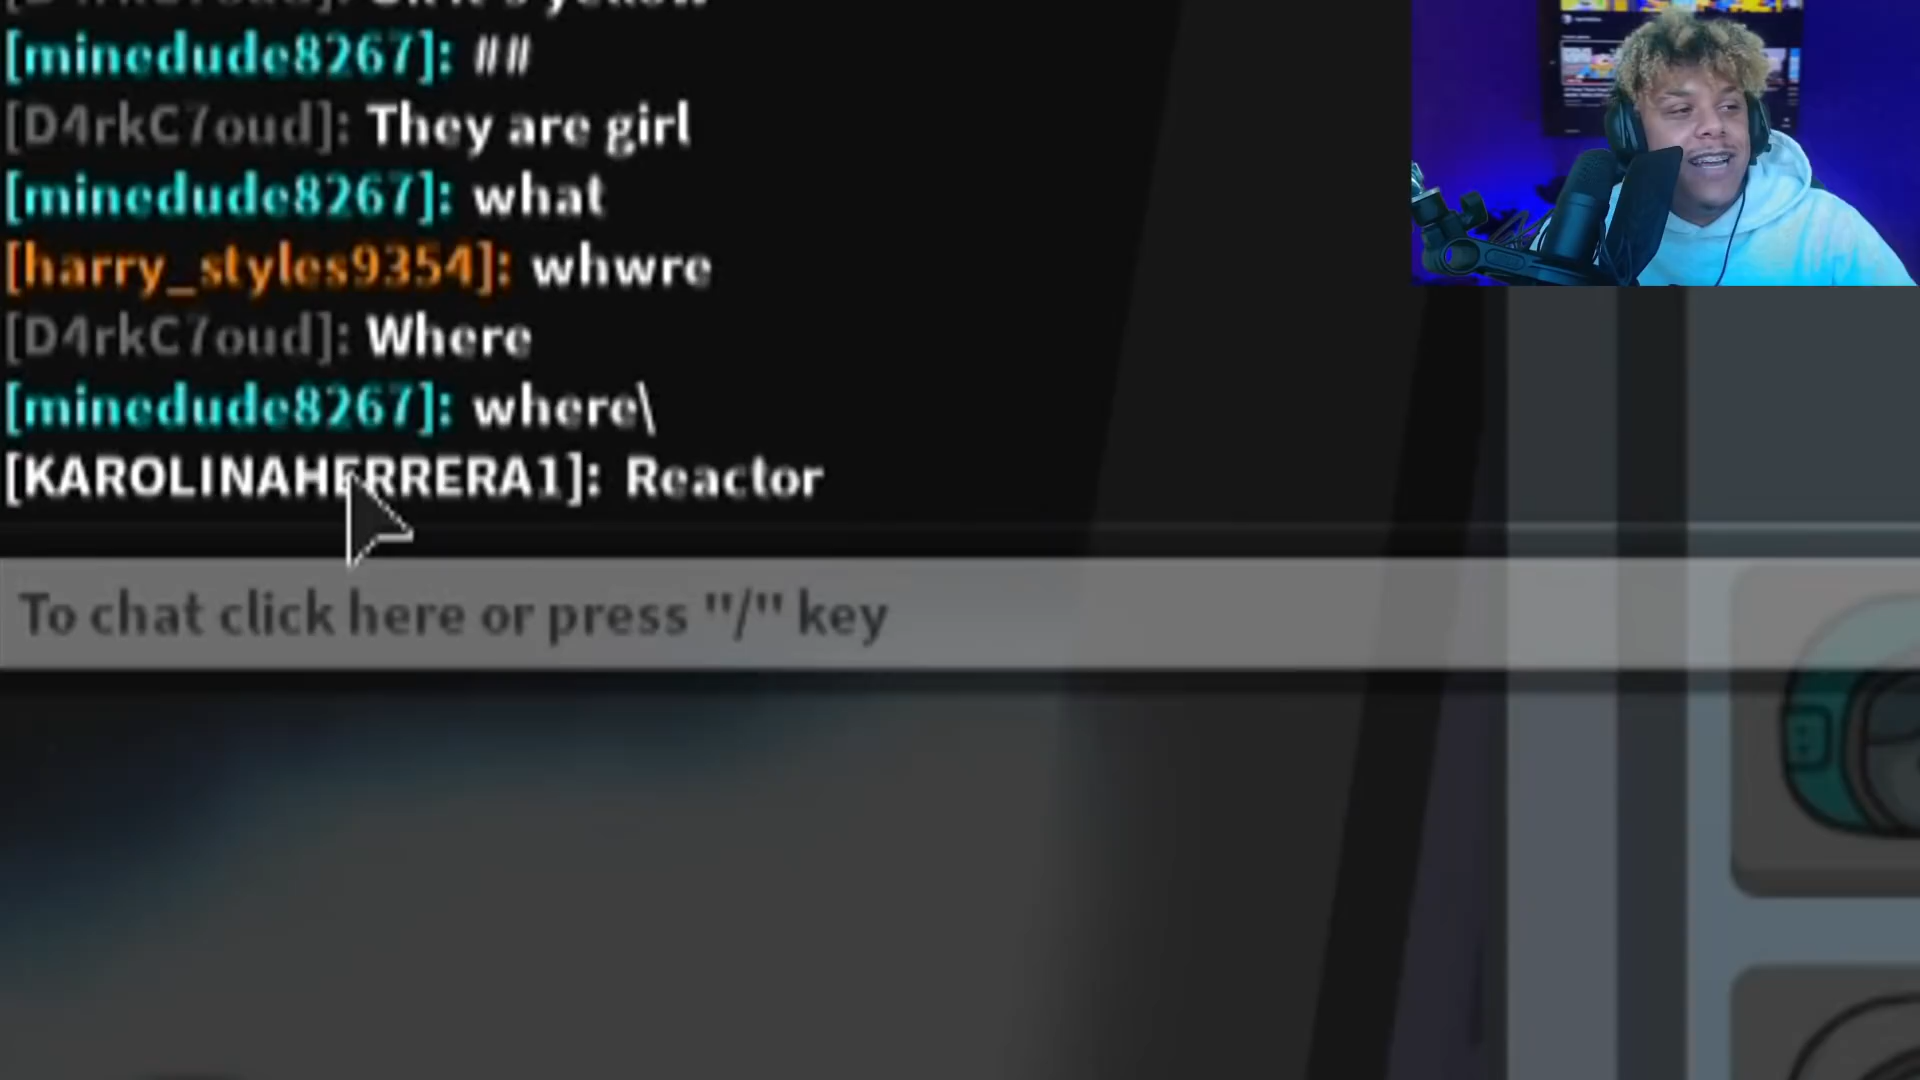 [minedude8267]: ##
[D4rkC7oud]: They are girl
[minedude8267]: what
[harry_styles9354]: whwre
[D4rkC7oud]: Where
[minedude8267]: where\
[KAROLINAHERRERA1]: Reactor
To chat click here or press "/" key